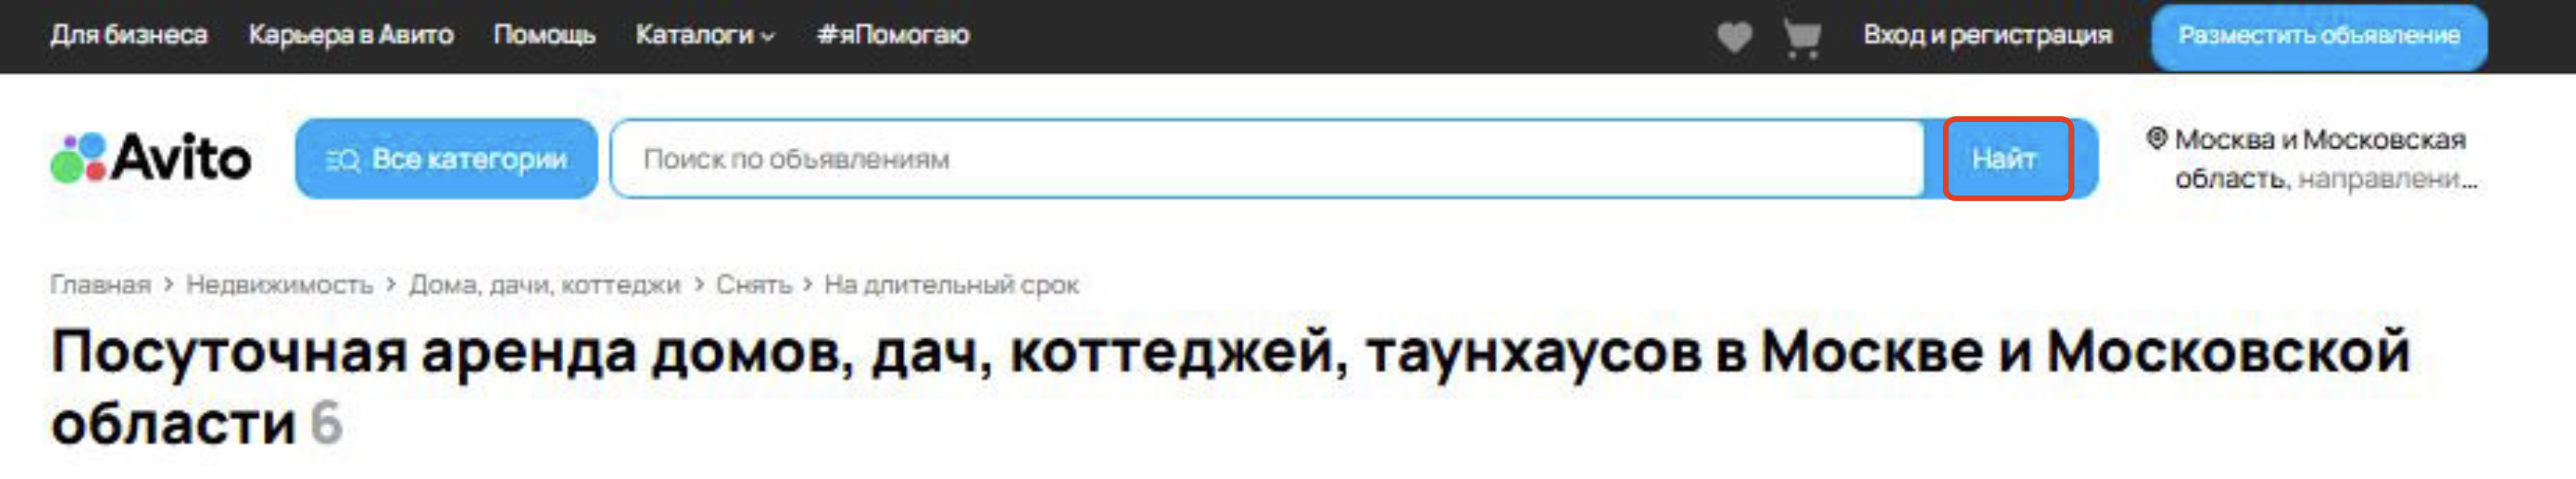 Для бизнеса Карьера в Авито Помощь Каталоги #яПомогаю Вход и регистрация Разместить объявление
Avito Все категории Поиск по объявлениям Найт Москва и Московская
область, направлени...
Главная > Недвижимость > Дома, дачи, коттеджи > Снять > На длительный срок
Посуточная аренда домов, дач, коттеджей, таунхаусов в Москве и Московской
области 6